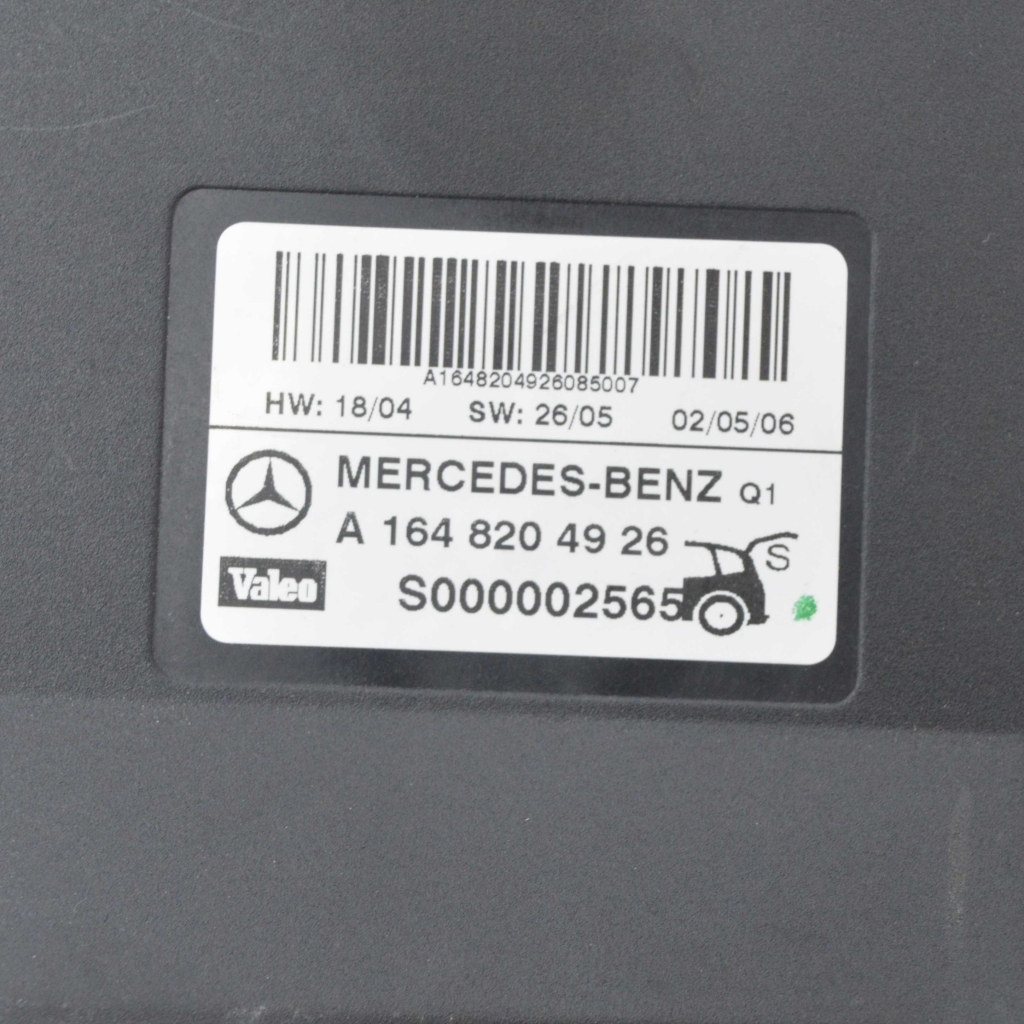 A1648204926085007
HW: 18/04 SW: 26/05 02/05/06
MERCEDES-BENZ Q1
A 164 820 49 26
S
Valeo
S000002565